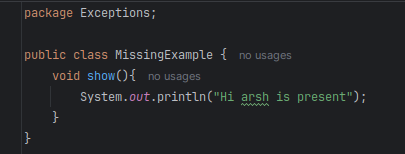 package Exceptions;
public class MissingExample { no usages
void show(){ no usages
System.out.println("Hi arsh is present");
}
}